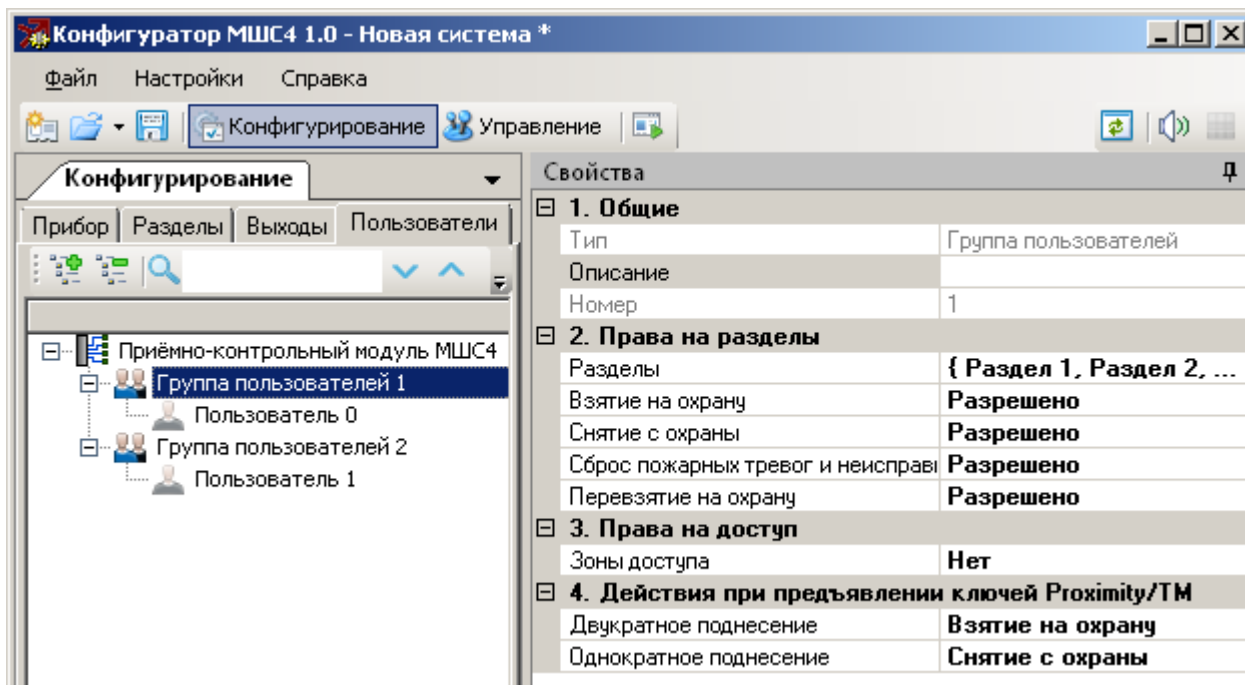 Конфигуратор МШС4 1.0 - Новая система *
Файл Настройки Справка
Конфигурирование Управление
Конфигурирование
Прибор Разделы Выходы Пользователи
Приёмно-контрольный модуль МШС4
Группа пользователей 1
Пользователь 0
Группа пользователей 2
Пользователь 1
Свойства
1. Общие
Тип Группа пользователей
Описание
Номер 1
2. Права на разделы
Разделы { Раздел 1, Раздел 2, ...
Взятие на охрану Разрешено
Снятие с охраны Разрешено
Сброс пожарных тревог и неисправ Разрешено
Перевзятие на охрану Разрешено
3. Права на доступ
Зоны доступа Нет
4. Действия при предъявлении ключей Proximity/TM
Двукратное поднесение Взятие на охрану
Однократное поднесение Снятие с охраны